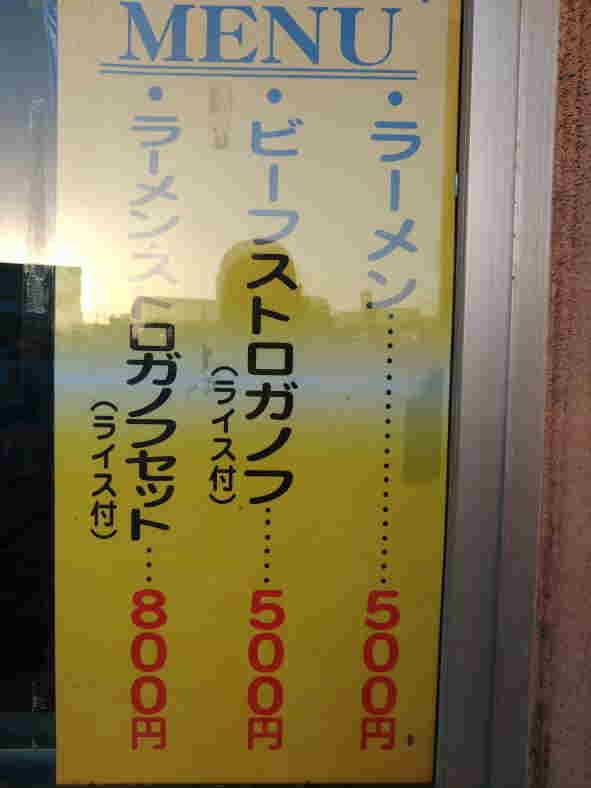 MENU
・ラーメン……………………500円
・ビーフストロガノフ……500円
（ライス付）
・ラーメンストロガノフセット…800円
（ライス付）